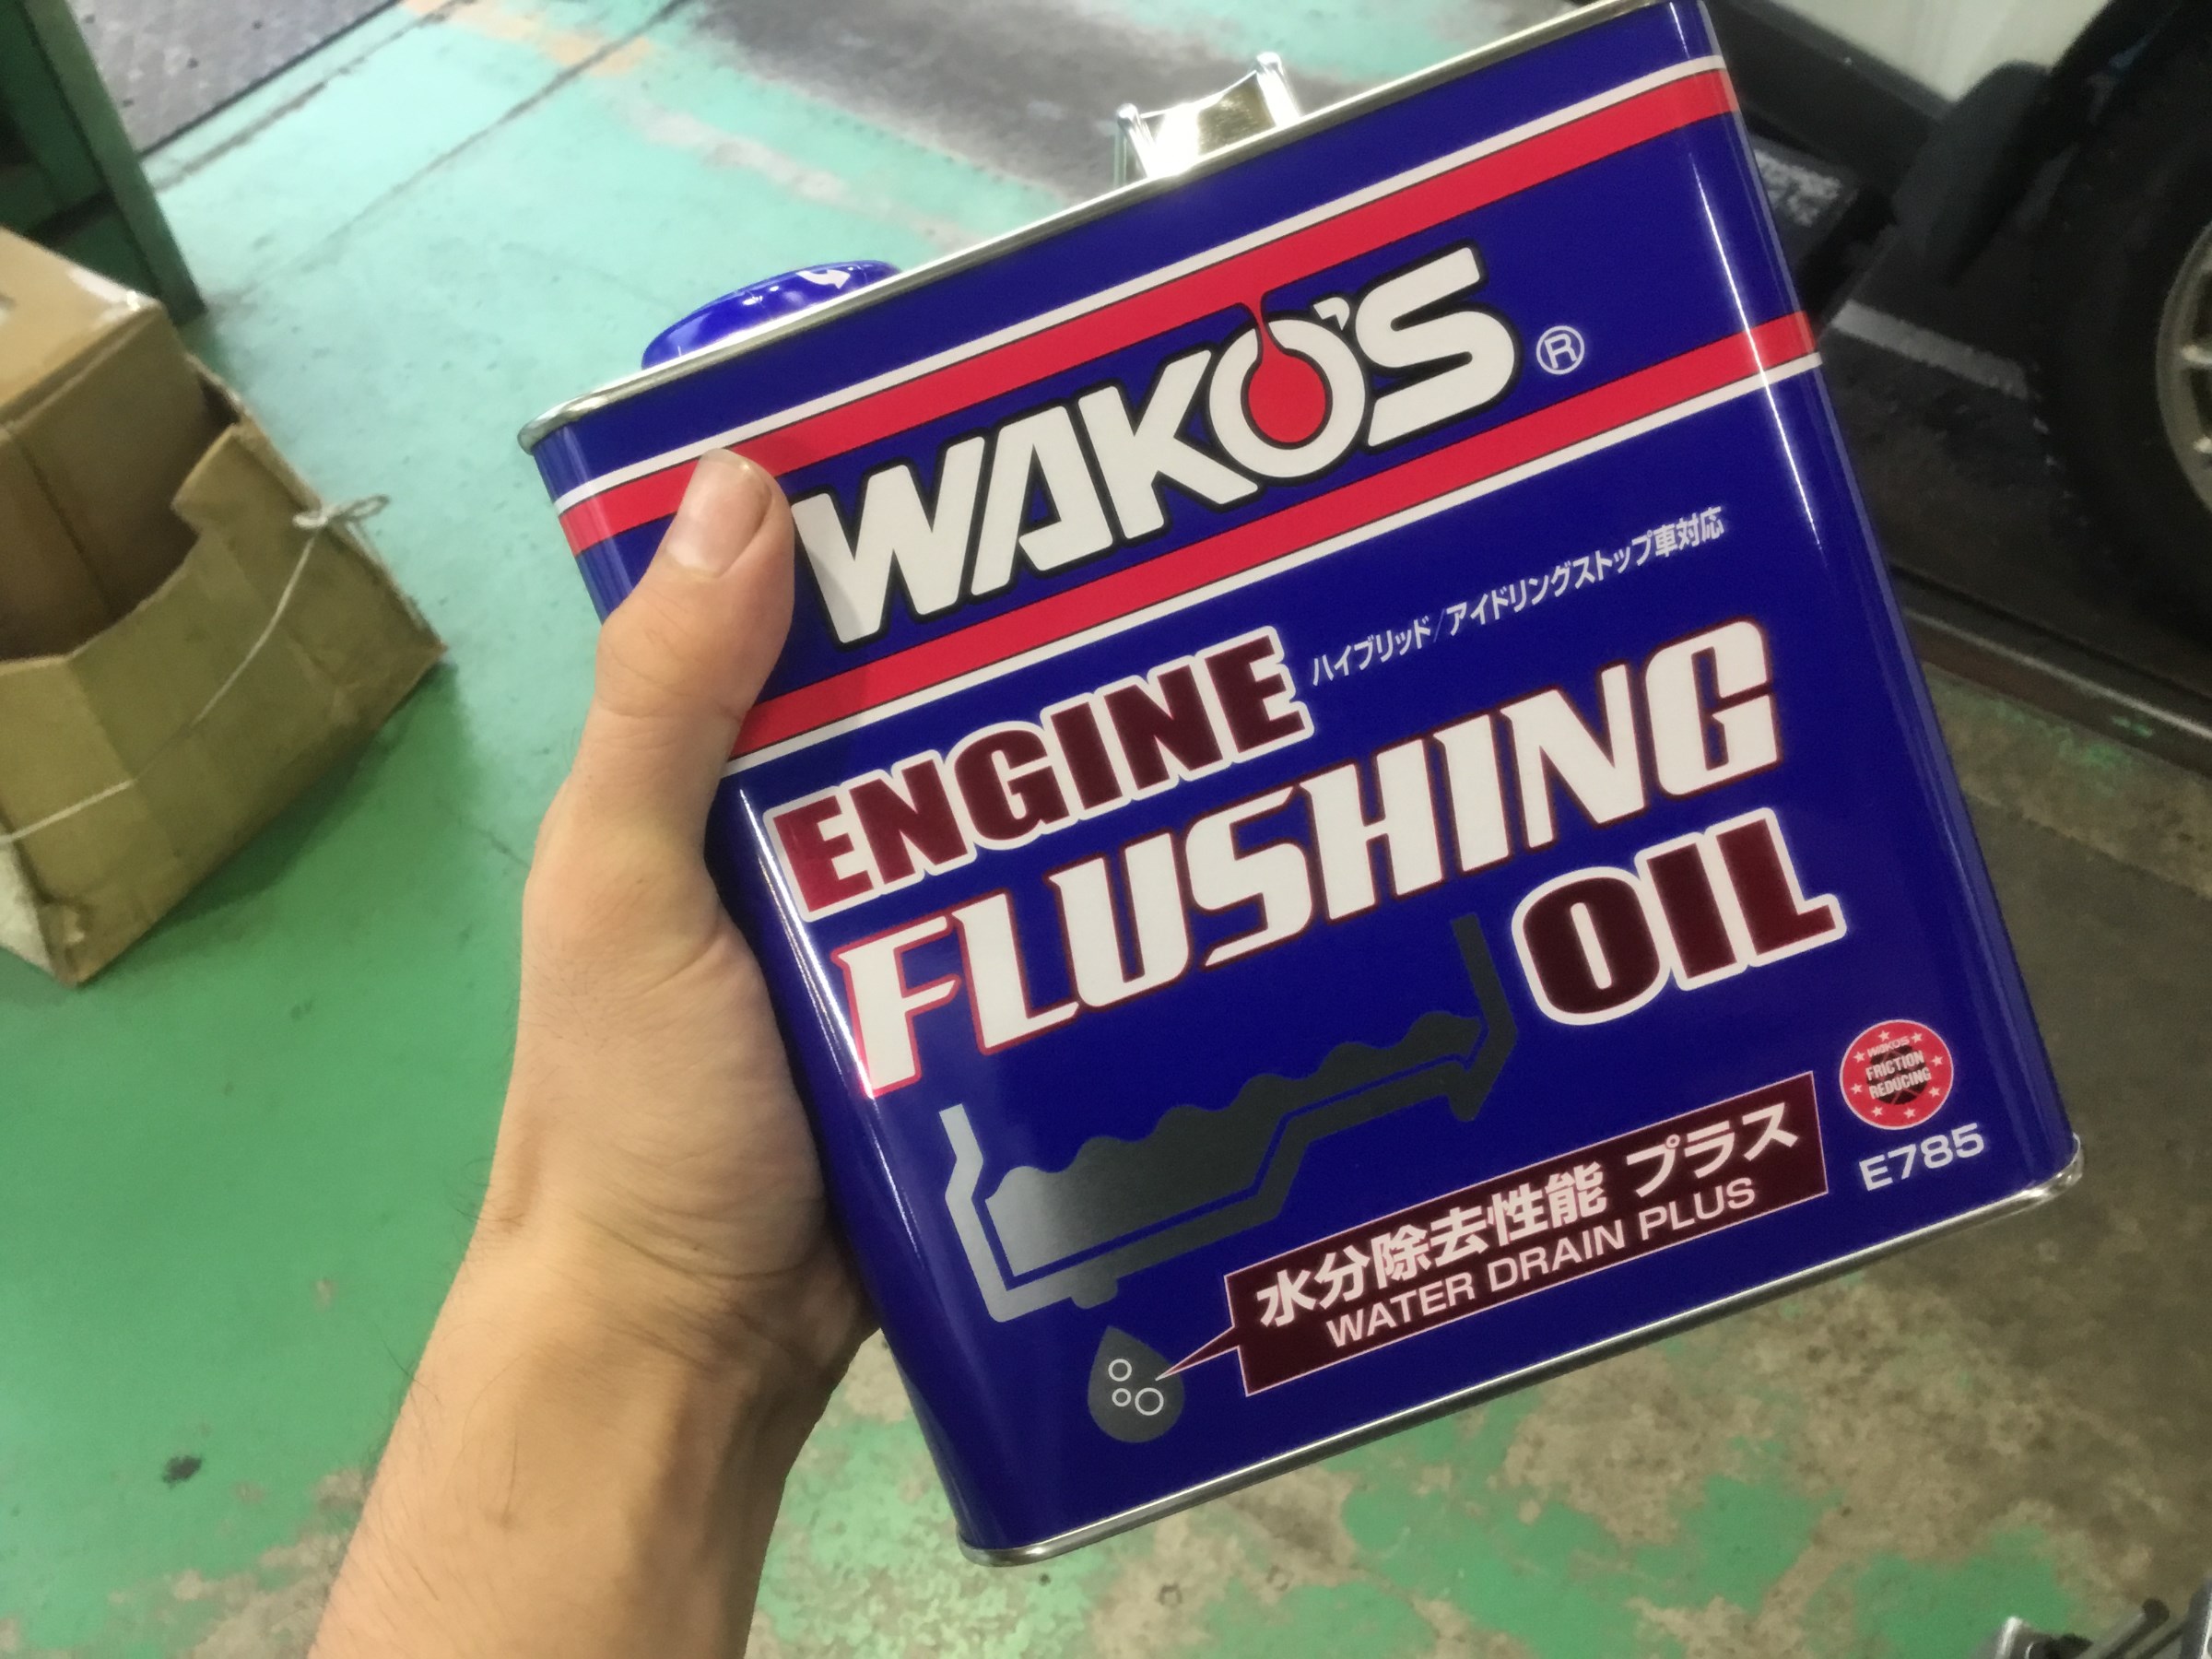 WAKO'S®
ハイブリッド/アイドリングストップ車対応
ENGINE
FLUSHING
OIL
WAKO'S
FRICTION
REDUCING
E785
水分除去性能 プラス
WATER DRAIN PLUS